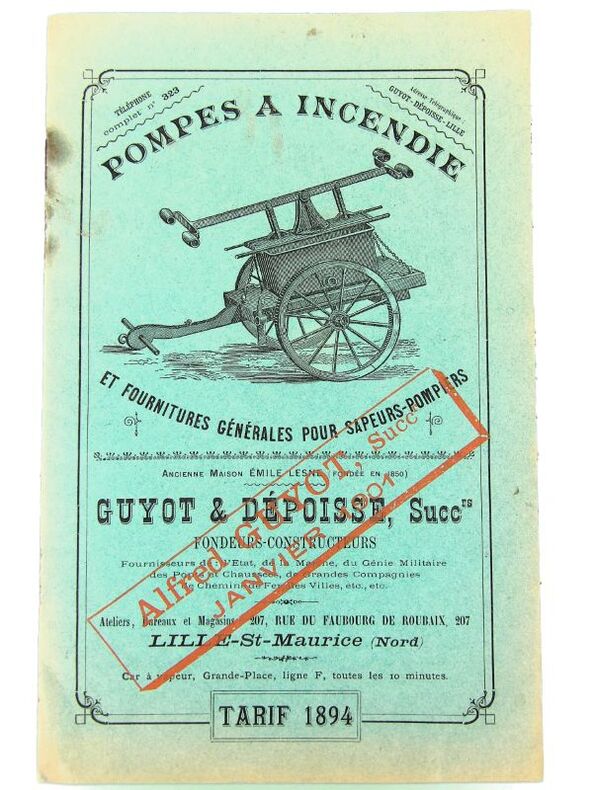 TÉLÉPHONE
complet n° 323
Adresse Télégraphique:
GUYOT-DÉPOISSE-LILLE
POMPES A INCENDIE
ET FOURNITURES GÉNÉRALES POUR SAPEURS-POMPIERS
ANCIENNE MAISON ÉMILE LESNE (FONDÉE EN 1850)
GUYOT & DÉPOISSE, Succrs
FONDEURS-CONSTRUCTEURS
Fournisseurs de: l'Etat, de la Marine, du Génie Militaire
des Ponts et Chaussées, de Grandes Compagnies
de Chemins de Fer, des Villes, etc., etc.
Alfred GUYOT, Succr
JANVIER 1901
Ateliers, Bureaux et Magasins: 207, RUE DU FAUBOURG DE ROUBAIX, 207
LILLE-St-Maurice (Nord)
Car à vapeur, Grande-Place, ligne F, toutes les 10 minutes.
TARIF 1894